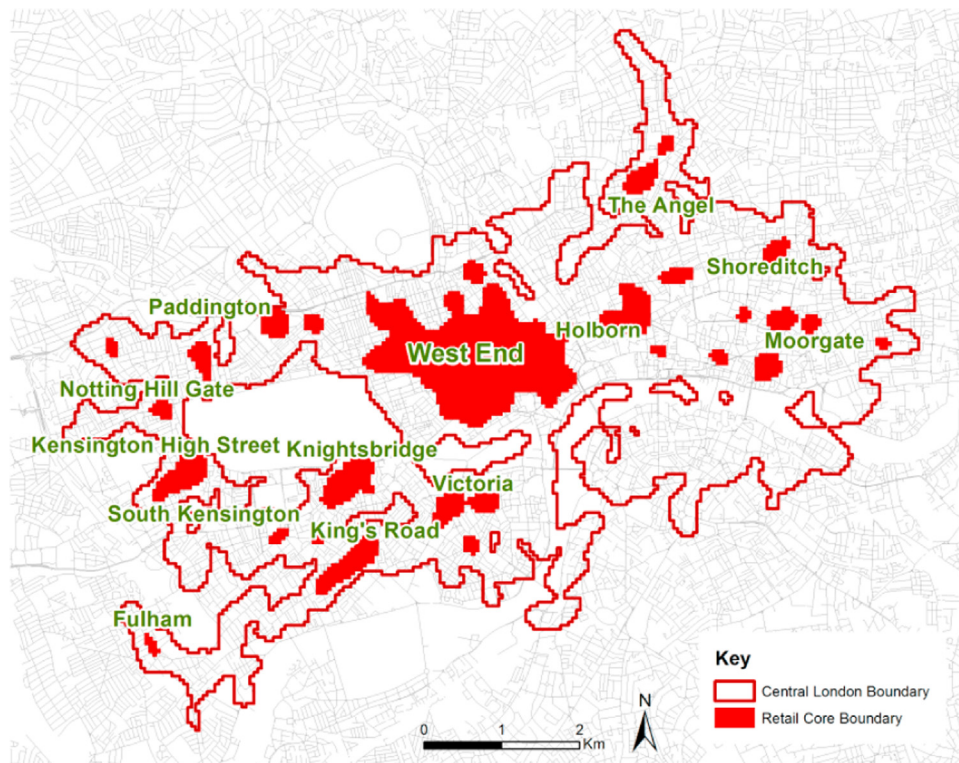 The Angel
Shoreditch
Paddington
Holborn
Moorgate
West End
Notting Hill Gate
Kensington High Street
Knightsbridge
Victoria
South Kensington
King's Road
Fulham
Key
Central London Boundary
Retail Core Boundary
N
0 1 2
Km